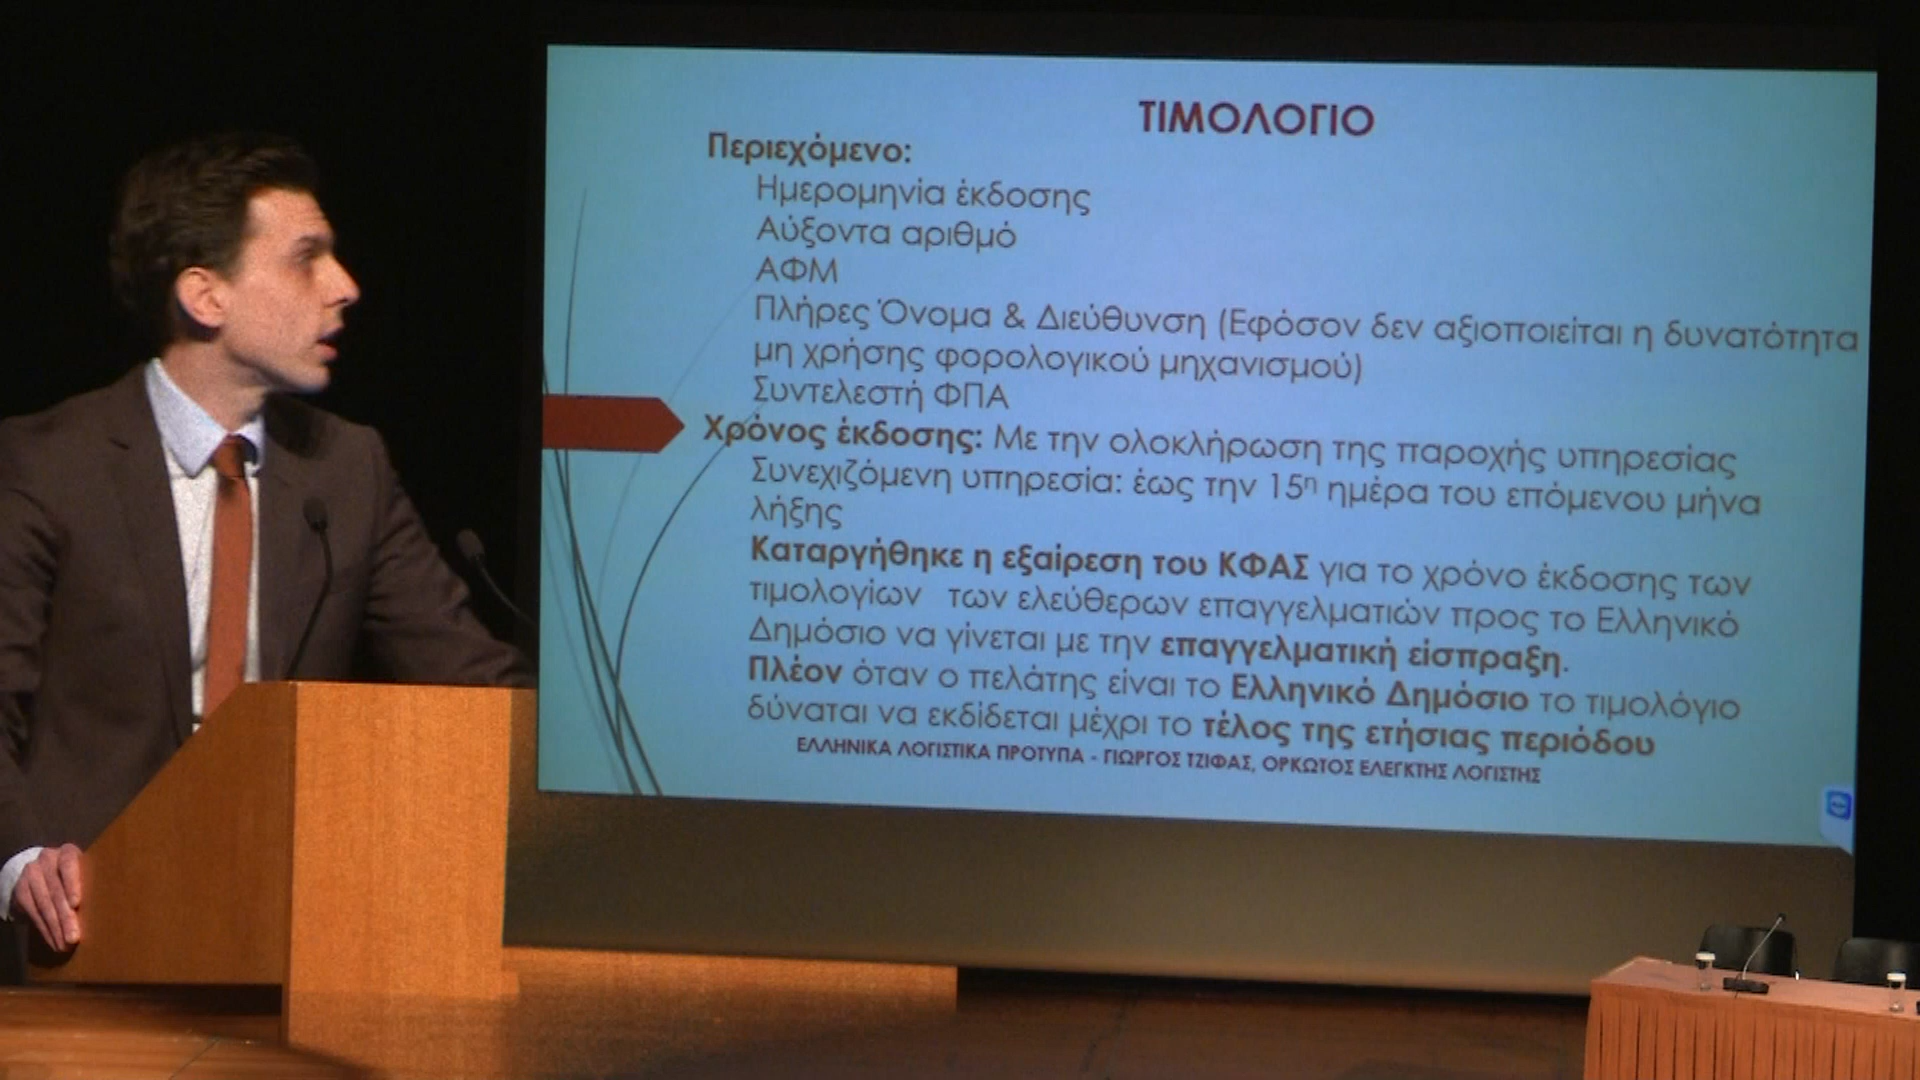 ΤΙΜΟΛΟΓΙΟ
Περιεχόμενο:
Ημερομηνία έκδοσης
Αύξοντα αριθμό
ΑΦΜ
Πλήρες Όνομα & Διεύθυνση (Εφόσον δεν αξιοποιείται η δυνατότητα
μη χρήσης φορολογικού μηχανισμού)
Συντελεστή ΦΠΑ
Χρόνος έκδοσης: Με την ολοκλήρωση της παροχής υπηρεσίας
Συνεχιζόμενη υπηρεσία: έως την 15η ημέρα του επόμενου μήνα
λήξης
Καταργήθηκε η εξαίρεση του ΚΦΑΣ για το χρόνο έκδοσης των
τιμολογίων των ελεύθερων επαγγελματιών προς το Ελληνικό
Δημόσιο να γίνεται με την επαγγελματική είσπραξη.
Πλέον όταν ο πελάτης είναι το Ελληνικό Δημόσιο το τιμολόγιο
δύναται να εκδίδεται μέχρι το τέλος της ετήσιας περιόδου
ΕΛΛΗΝΙΚΑ ΛΟΓΙΣΤΙΚΑ ΠΡΟΤΥΠΑ - ΓΙΩΡΓΟΣ ΤΖΙΦΑΣ, ΟΡΚΩΤΟΣ ΕΛΕΓΚΤΗΣ ΛΟΓΙΣΤΗΣ